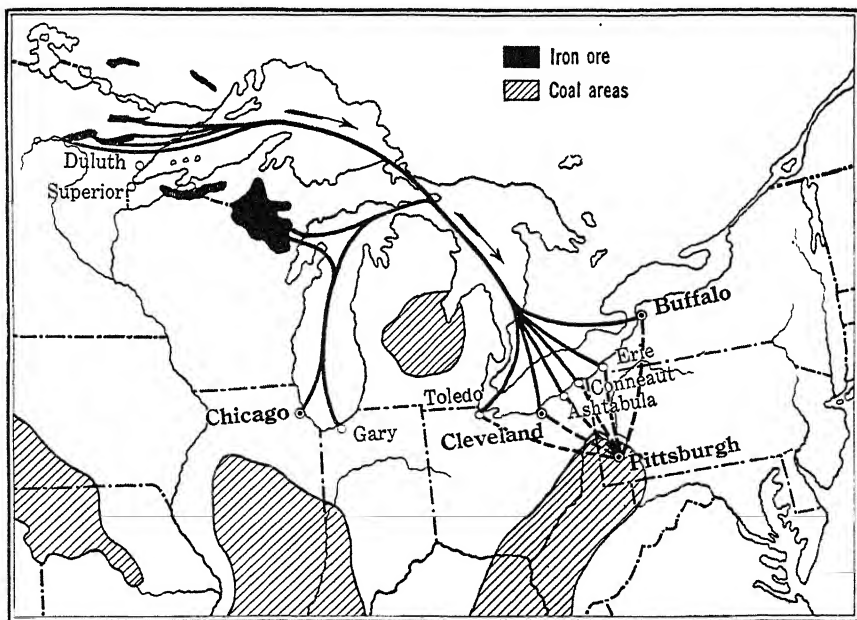 Iron ore
Coal areas
Duluth
Superior
Buffalo
Erie
Conneaut
Toledo
Ashtabula
Chicago
Gary
Cleveland
Pittsburgh